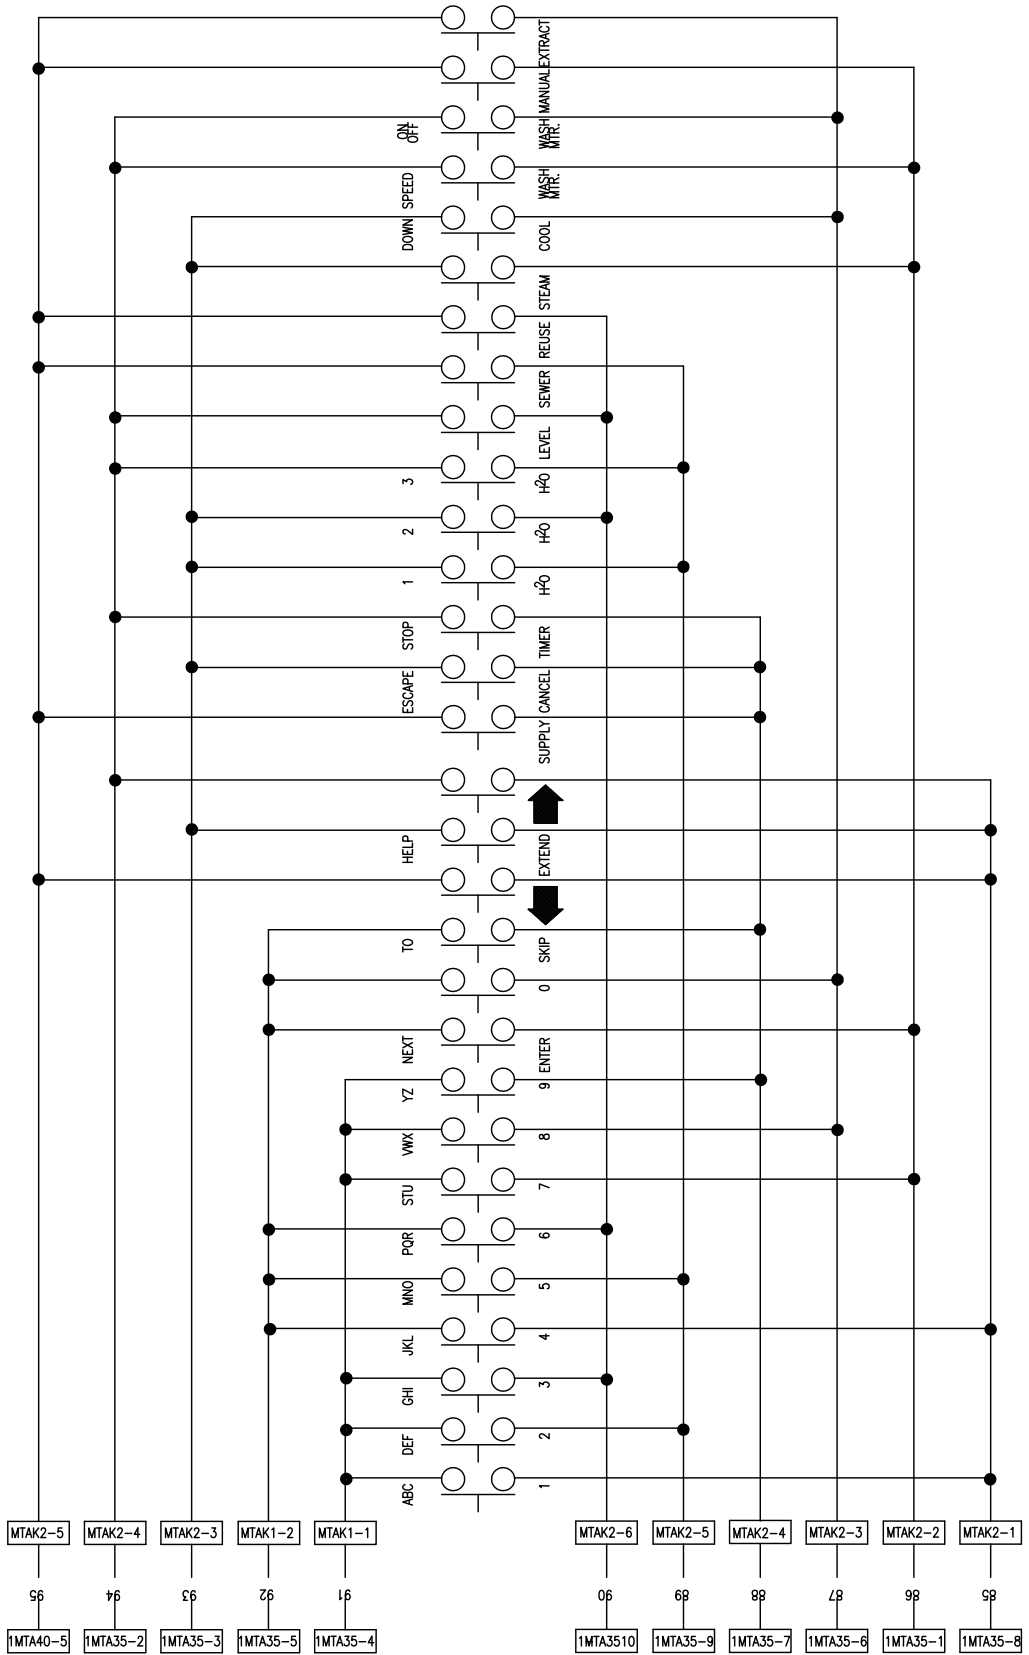 EXTRACT
MANUAL
ON
OFF
WASH
MTR.
SPEED
WASH
MTR.
DOWN
COOL
STEAM
REUSE
SEWER
LEVEL
3
H2O
2
H2O
1
H2O
STOP
TIMER
ESCAPE
CANCEL
SUPPLY
HELP
EXTEND
TO
SKIP
0
NEXT
ENTER
YZ
9
VWX
8
STU
7
PQR
6
MNO
5
JKL
4
GHI
3
DEF
2
ABC
1
MTAK2-5 MTAK2-4 MTAK2-3 MTAK1-2 MTAK1-1 MTAK2-6 MTAK2-5 MTAK2-4 MTAK2-3 MTAK2-2 MTAK2-1
95 94 93 92 91 90 89 88 87 86 85
1MTA40-5 1MTA35-2 1MTA35-3 1MTA35-5 1MTA35-4 1MTA3510 1MTA35-9 1MTA35-7 1MTA35-6 1MTA35-1 1MTA35-8